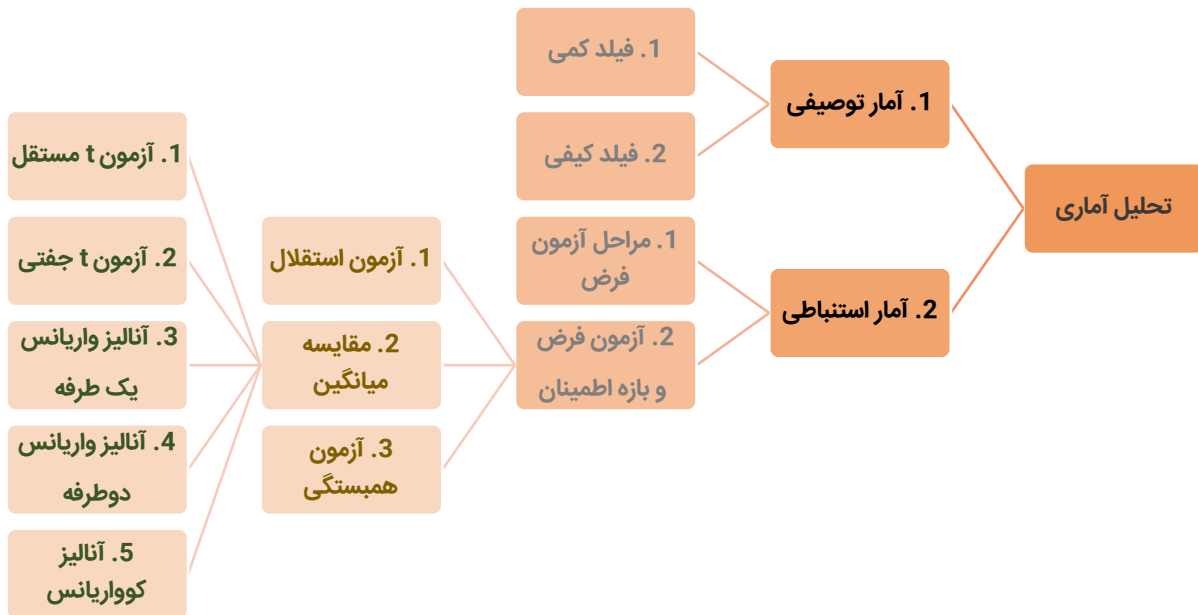 تحلیل آماری
1. آمار توصیفی
2. آمار استنباطی
1. فیلد کمی
2. فیلد کیفی
1. مراحل آزمون
فرض
2. آزمون فرض
و بازه اطمینان
1. آزمون استقلال
2. مقایسه
میانگین
3. آزمون
همبستگی
1. آزمون t مستقل
2. آزمون t جفتی
3. آنالیز واریانس
یک طرفه
4. آنالیز واریانس
دوطرفه
5. آنالیز
کوواریانس